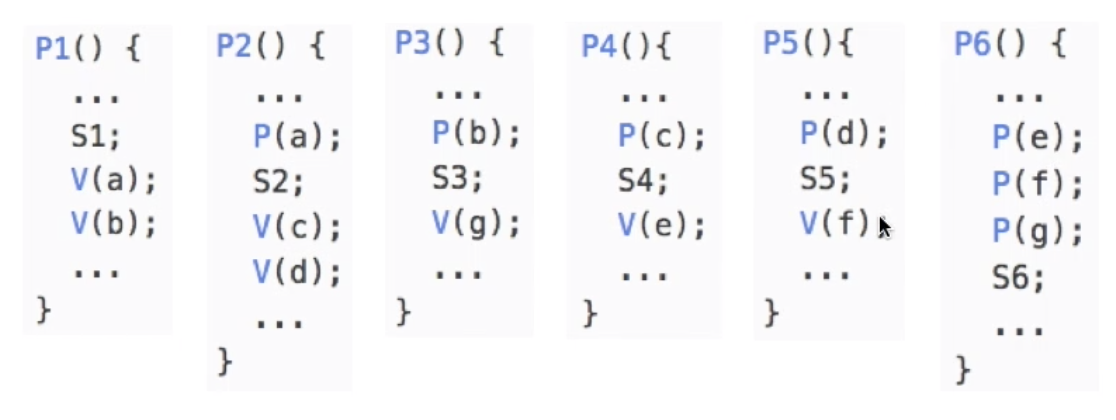 P1() {
...
S1;
V(a);
V(b);
...
}
P2() {
...
P(a);
S2;
V(c);
V(d);
...
}
P3() {
...
P(b);
S3;
V(g);
...
}
P4(){
...
P(c);
S4;
V(e);
...
}
P5(){
...
P(d);
S5;
V(f);
...
}
P6() {
...
P(e);
P(f);
P(g);
S6;
...
}